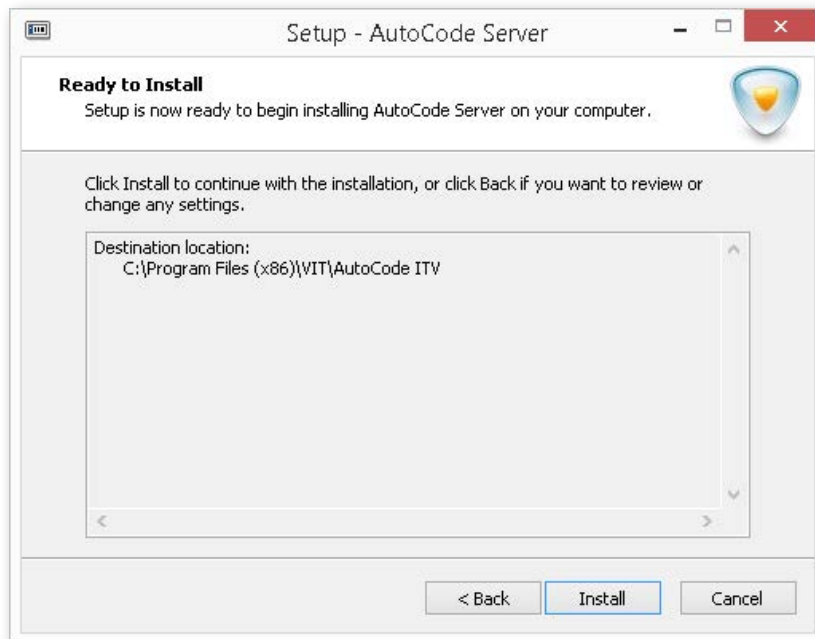 Setup - AutoCode Server
Ready to Install
Setup is now ready to begin installing AutoCode Server on your computer.
Click Install to continue with the installation, or click Back if you want to review or
change any settings.
Destination location:
C:\Program Files (x86)\VIT\AutoCode ITV
< Back
Install
Cancel